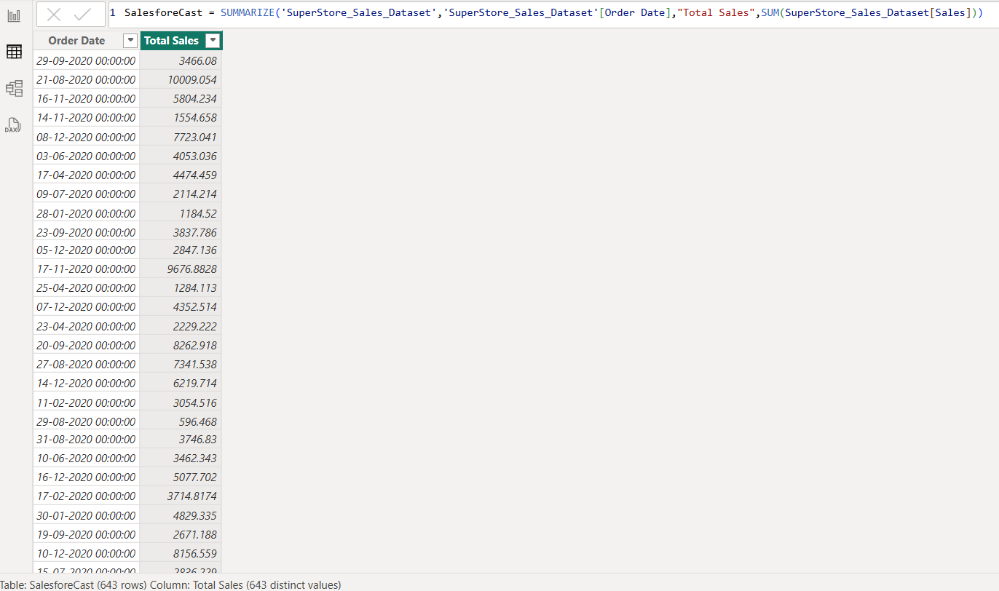 1 SalesforeCast = SUMMARIZE('SuperStore_Sales_Dataset','SuperStore_Sales_Dataset'[Order Date],"Total Sales",SUM(SuperStore_Sales_Dataset[Sales]))
Order Date Total Sales
29-09-2020 00:00:00 3466.08
21-08-2020 00:00:00 10009.054
16-11-2020 00:00:00 5804.234
14-11-2020 00:00:00 1554.658
DAX
08-12-2020 00:00:00 7723.041
03-06-2020 00:00:00 4053.036
17-04-2020 00:00:00 4474.459
09-07-2020 00:00:00 2114.214
28-01-2020 00:00:00 1184.52
23-09-2020 00:00:00 3837.786
05-12-2020 00:00:00 2847.136
17-11-2020 00:00:00 9676.8828
25-04-2020 00:00:00 1284.113
07-12-2020 00:00:00 4352.514
23-04-2020 00:00:00 2229.222
20-09-2020 00:00:00 8262.918
27-08-2020 00:00:00 7341.538
14-12-2020 00:00:00 6219.714
11-02-2020 00:00:00 3054.516
29-08-2020 00:00:00 596.468
31-08-2020 00:00:00 3746.83
10-06-2020 00:00:00 3462.343
16-12-2020 00:00:00 5077.702
17-02-2020 00:00:00 3714.8174
30-01-2020 00:00:00 4829.335
19-09-2020 00:00:00 2671.188
10-12-2020 00:00:00 8156.559
15-07-2020 00:00:00 2836.229
Table: SalesforeCast (643 rows) Column: Total Sales (643 distinct values)